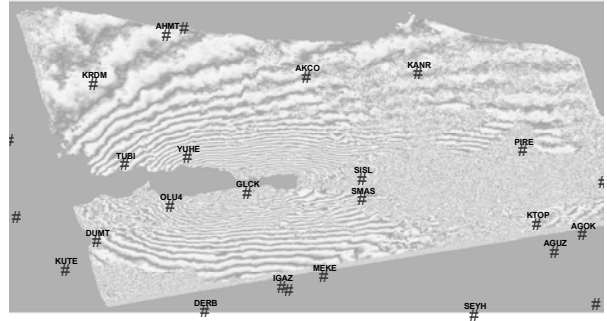 AHMT
#
#
KRDM
#
AKCO
#
KANR
#
#
TUBI
#
YUHE
#
PIRE
#
SISL
#
#
GLCK
#
SMAS
#
OLU4
#
#
KTOP
#
AGOK
#
DUMT
#
AGUZ
#
KUTE
#
MEKE
#
IGAZ
#
#
DERB
#
SEYH
#
#